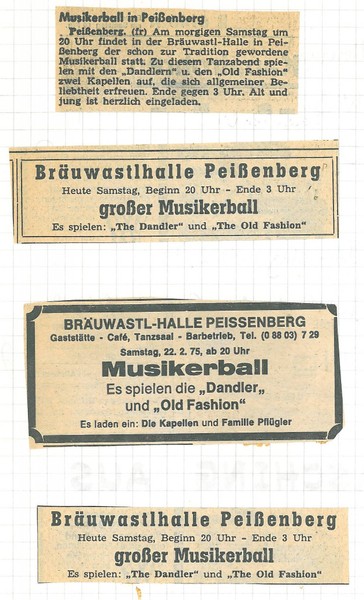 Musikerball in Peißenberg
Peißenberg. (fr) Am morgigen Samstag um
20 Uhr findet in der Bräuwastl-Halle in Pei-
ßenberg der schon zur Tradition gewordene
Musikerball statt. Zu diesem Tanzabend spie-
len mit den „Dandlern" u. den „Old Fashion"
zwei Kapellen auf, die sich allgemeiner Be-
liebtheit erfreuen. Ende gegen 3 Uhr. Alt und
jung ist herzlich eingeladen.
Bräuwastlhalle Peißenberg
Heute Samstag, Beginn 20 Uhr - Ende 3 Uhr
großer Musikerball
Es spielen: „The Dandler" und „The Old Fashion"
BRÄUWASTL-HALLE PEISSENBERG
Gaststätte - Café, Tanzsaal - Barbetrieb, Tel. (0 88 03) 7 29
Samstag, 22. 2. 75, ab 20 Uhr
Musikerball
Es spielen die „Dandler„
und „Old Fashion"
Es laden ein: Die Kapellen und Familie Pflügler
Bräuwastlhalle Peißenberg
Heute Samstag, Beginn 20 Uhr - Ende 3 Uhr
großer Musikerball
Es spielen: „The Dandler" und „The Old Fashion"